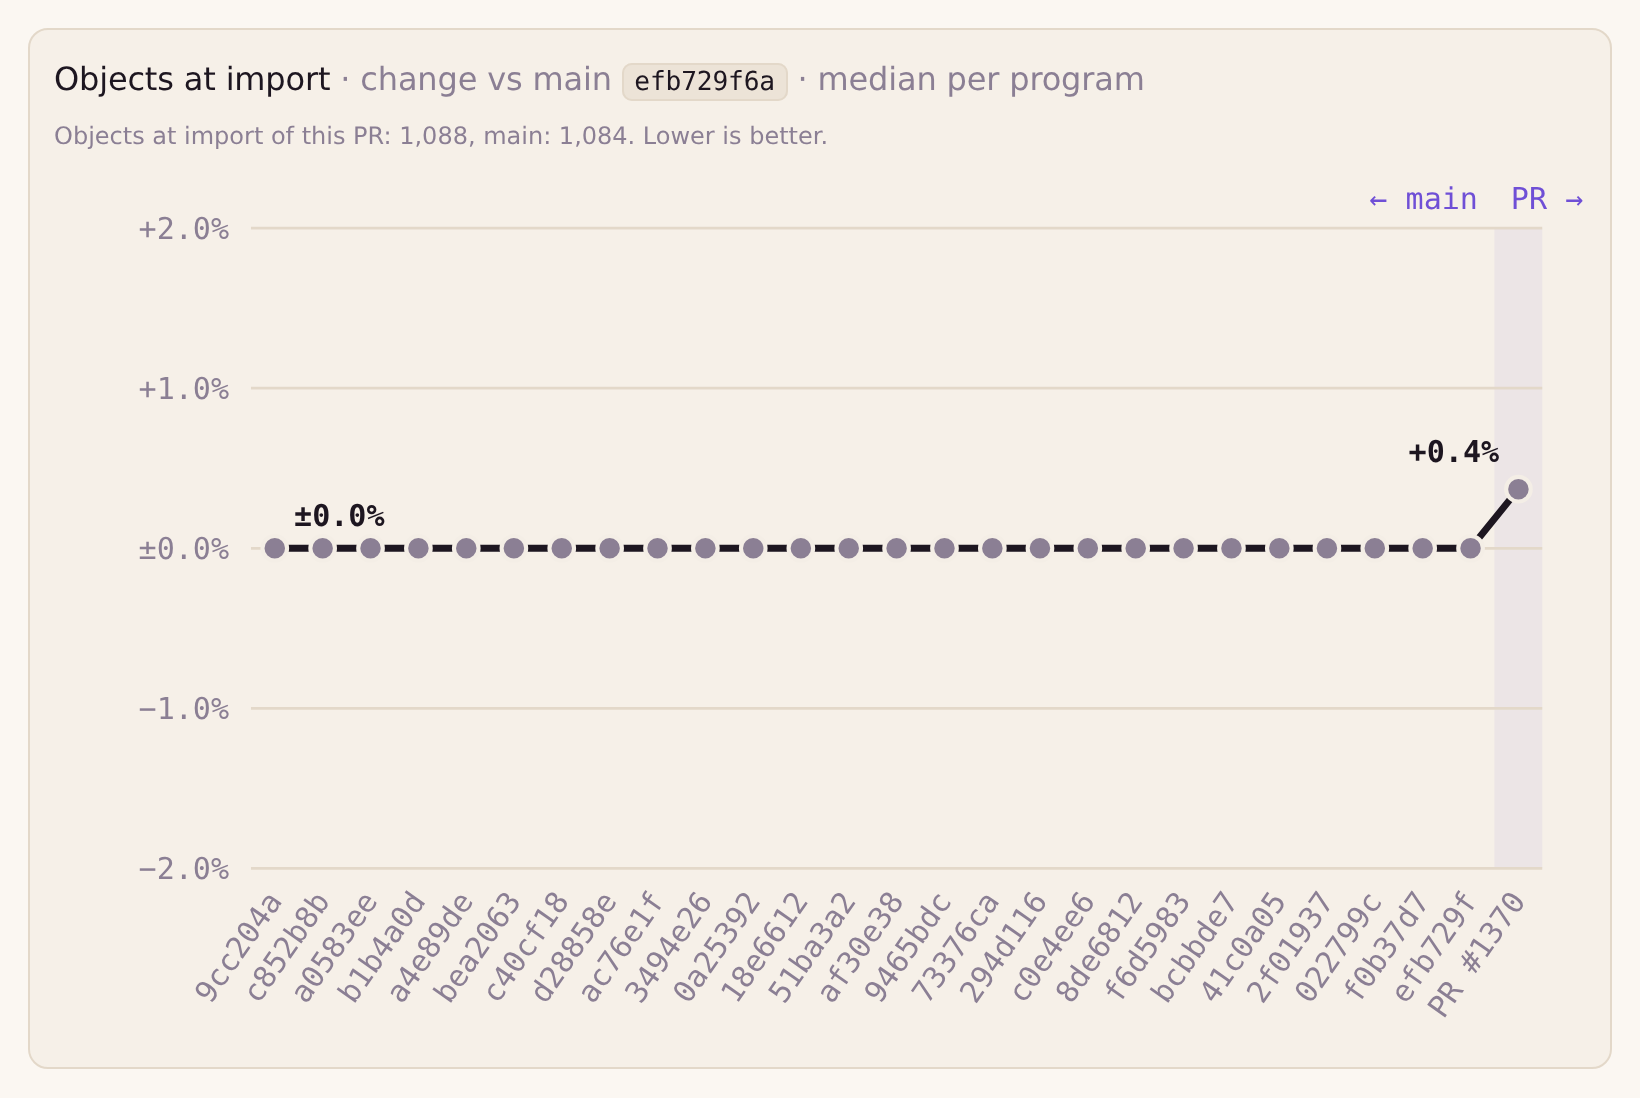 Objects at import · change vs main efb729f6a · median per program
Objects at import of this PR: 1,088, main: 1,084. Lower is better.
← main PR →
+2.0%
+1.0%
+0.4%
±0.0%
±0.0%
−1.0%
−2.0%
9cc204a
c852b8b
a0583ee
b1b4a0d
a4e89de
bea2063
c40cf18
d28858e
ac76e1f
3494e26
0a25392
18e6612
51ba3a2
af30e38
9465bdc
73376ca
294d116
c0e4ee6
8de6812
f6d5983
bcbbde7
41c0a05
2f01937
022799c
f0b37d7
efb729f
PR #1370